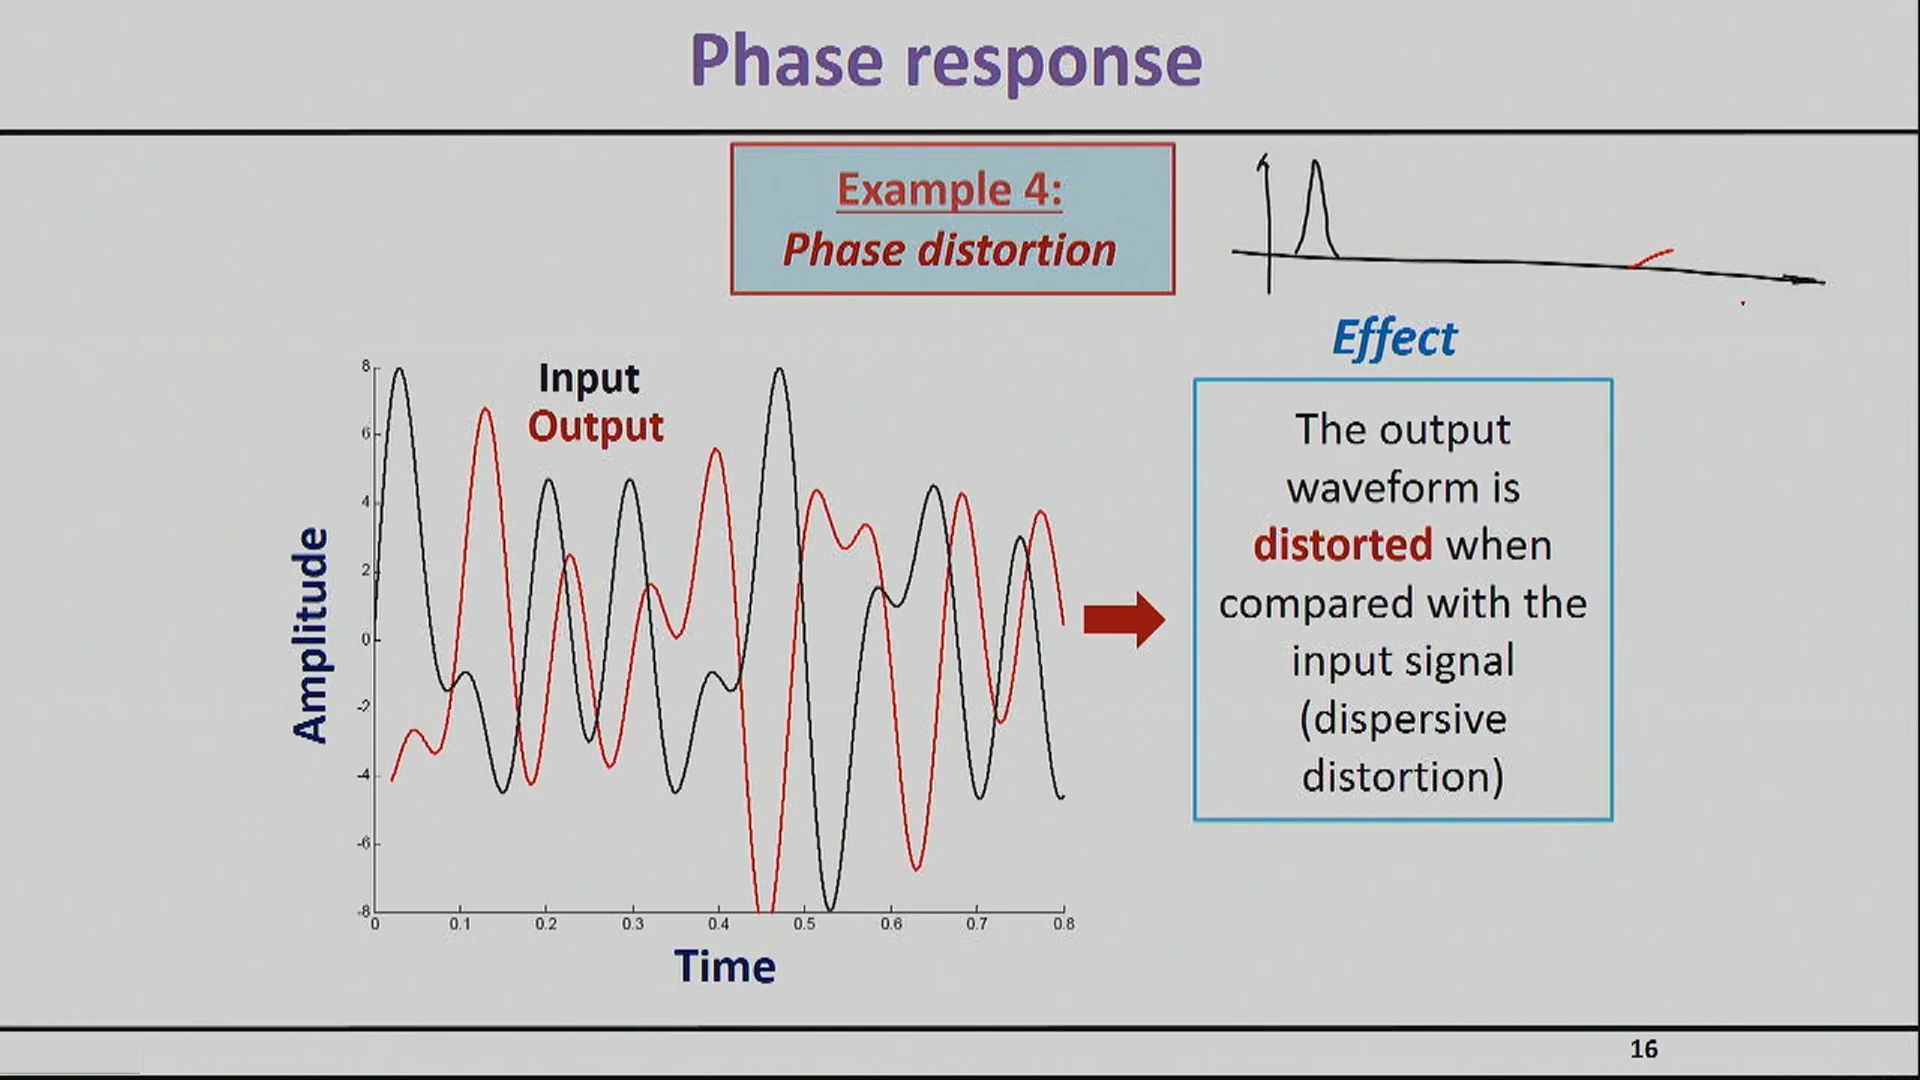 Phase response
Example 4:
Phase distortion
Effect
Input
Output
The output
waveform is
distorted when
compared with the
input signal
(dispersive
distortion)
Amplitude
8
6
4
2
0
-2
-4
-6
-8
0 0.1 0.2 0.3 0.4 0.5 0.6 0.7 0.8
Time
16